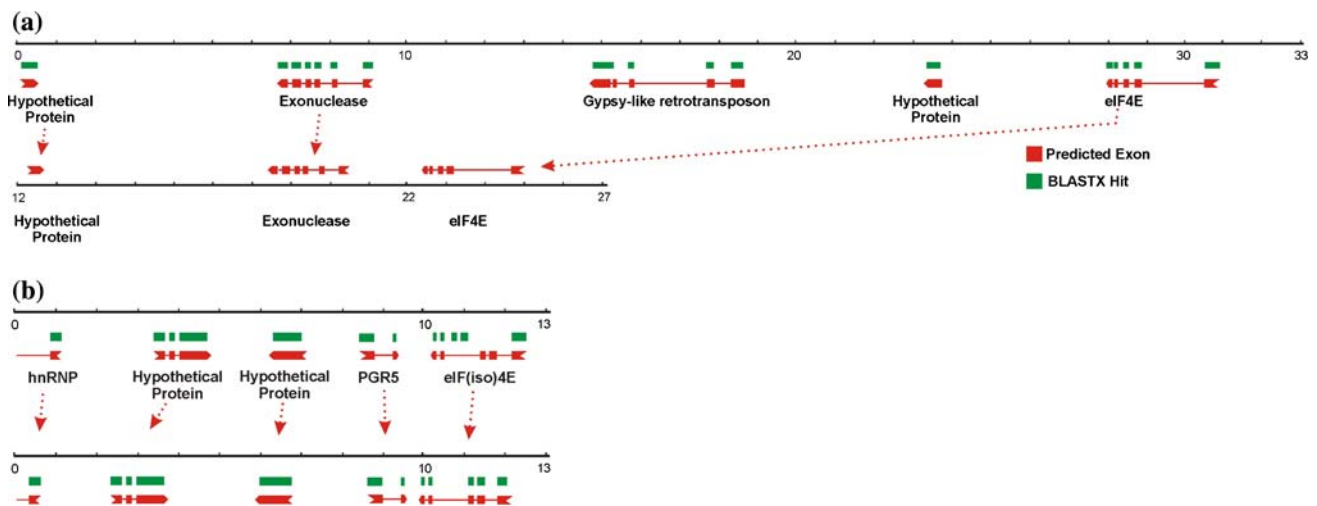 (a)
0 10 20 30 33
Hypothetical Protein Exonuclease Gypsy-like retrotransposon Hypothetical Protein eIF4E
Predicted Exon
BLASTX Hit
12 22 27
Hypothetical Protein Exonuclease eIF4E
(b)
0 10 13
hnRNP Hypothetical Protein Hypothetical Protein PGR5 eIF(iso)4E
0 10 13